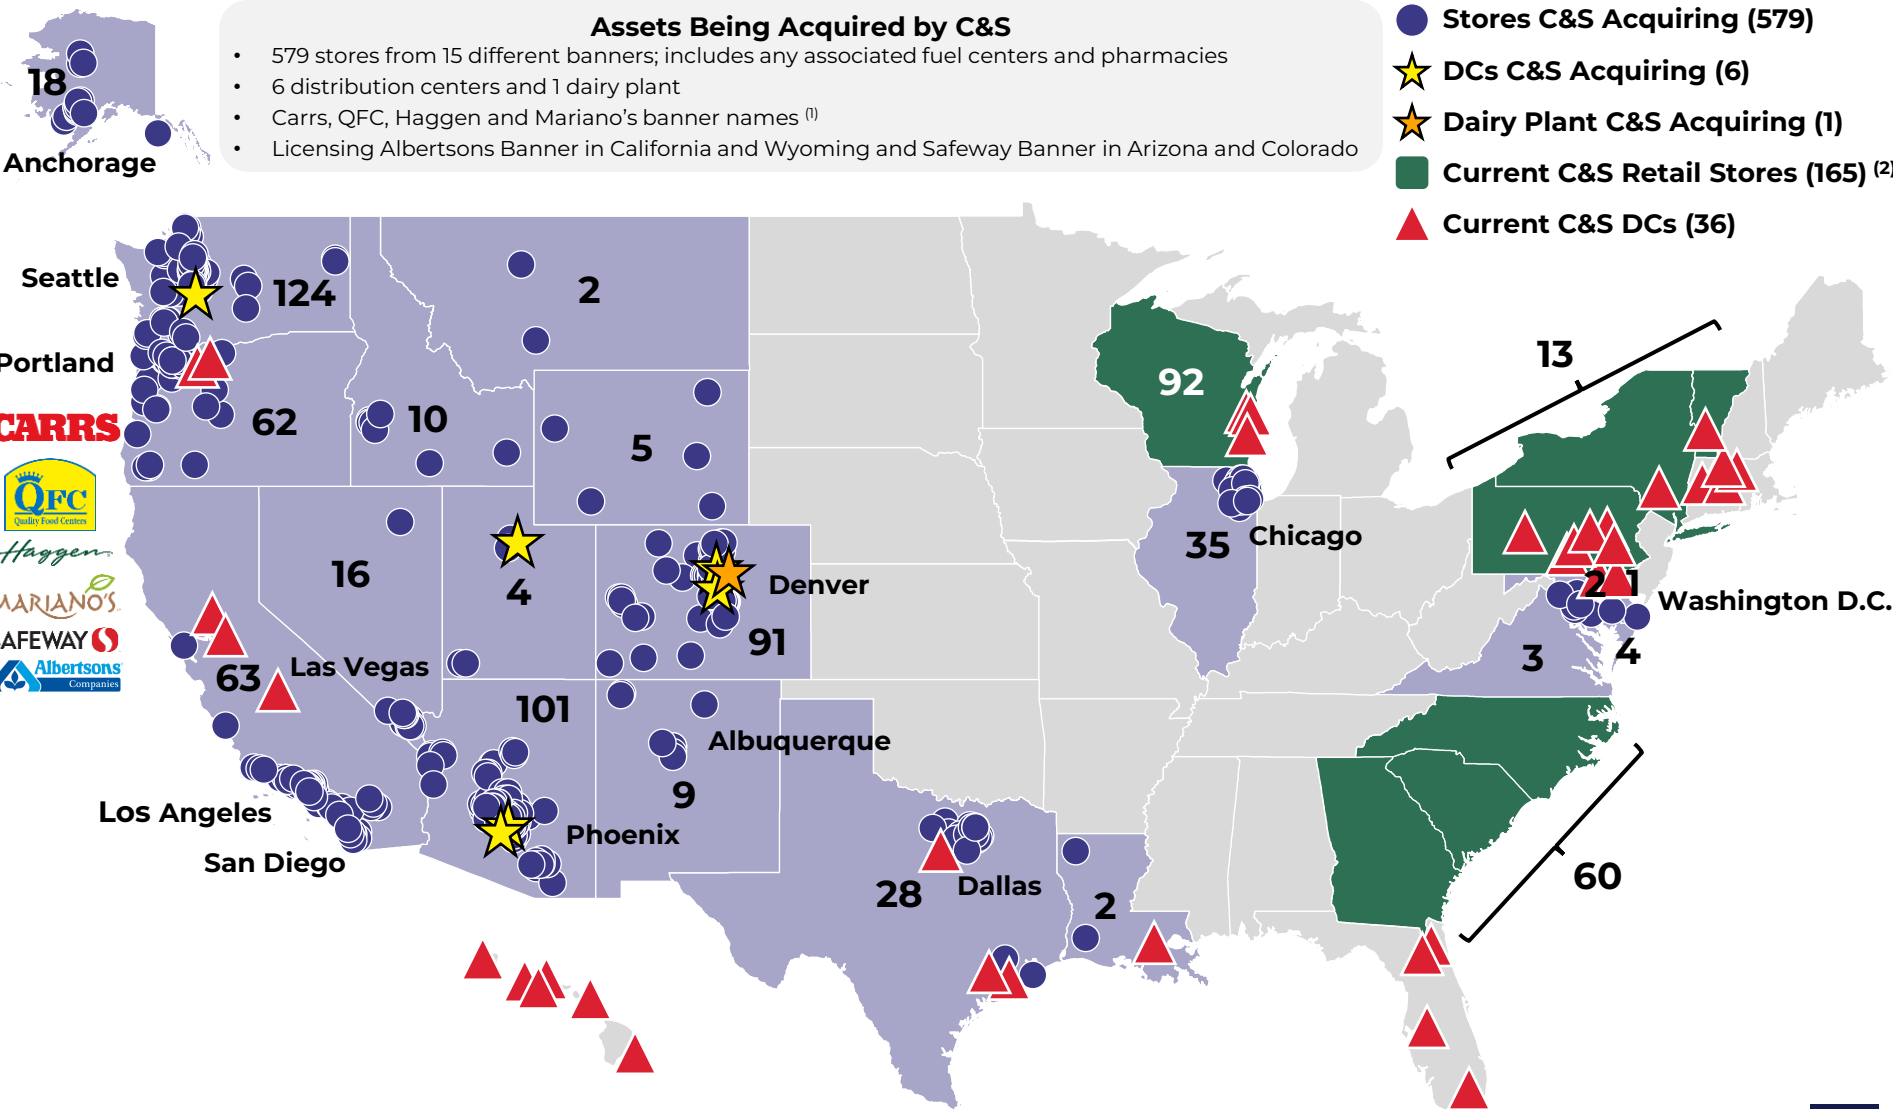 Assets Being Acquired by C&S
• 579 stores from 15 different banners; includes any associated fuel centers and pharmacies
• 6 distribution centers and 1 dairy plant
• Carrs, QFC, Haggen and Mariano’s banner names (1)
• Licensing Albertsons Banner in California and Wyoming and Safeway Banner in Arizona and Colorado
Stores C&S Acquiring (579)
DCs C&S Acquiring (6)
Dairy Plant C&S Acquiring (1)
Current C&S Retail Stores (165) (2)
Current C&S DCs (36)
18
Anchorage
Seattle
124
2
Portland
62
10
5
92
13
CARRS
QFC
Quality Food Centers
Haggen
MARIANO'S
AFEWAY
Albertsons
Companies
16
4
Denver
91
35
Chicago
2
1
Washington D.C.
3
4
63
Las Vegas
101
Albuquerque
9
Los Angeles
San Diego
Phoenix
28
Dallas
2
60